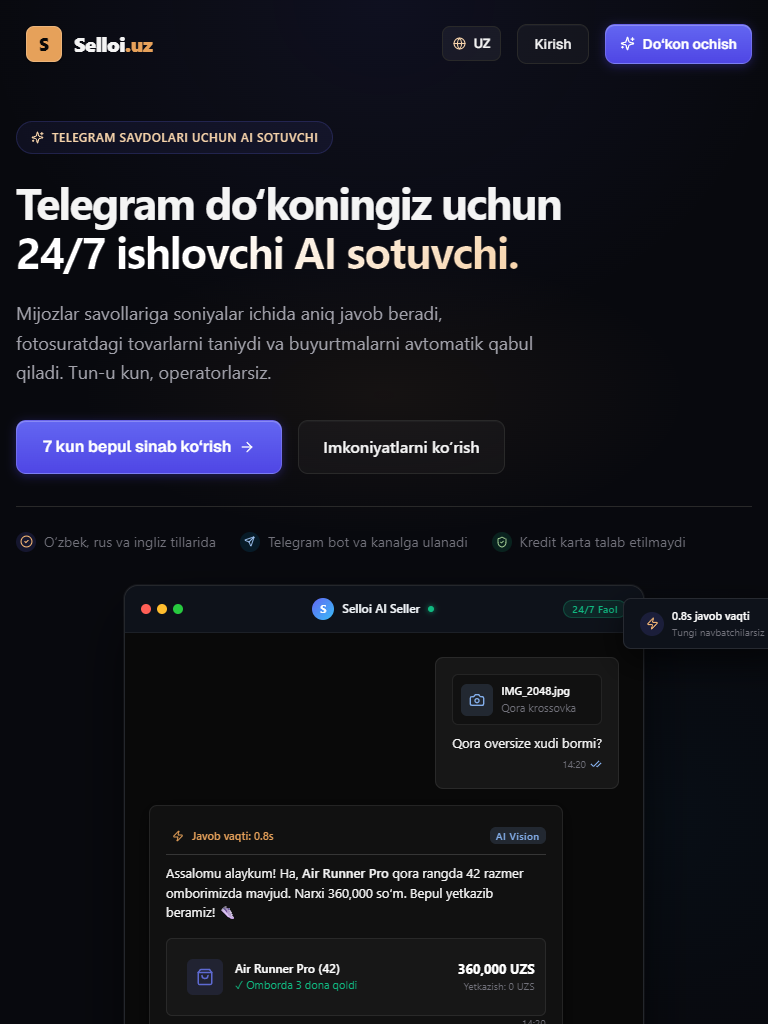 S Selloi.uz
UZ
Kirish
Do‘kon ochish
TELEGRAM SAVDOLARI UCHUN AI SOTUVCHI
Telegram do‘koningiz uchun
24/7 ishlovchi AI sotuvchi.
Mijozlar savollariga soniyalar ichida aniq javob beradi,
fotosuratdagi tovarlarni taniydi va buyurtmalarni avtomatik qabul
qiladi. Tun-u kun, operatorlarsiz.
7 kun bepul sinab ko‘rish →
Imkoniyatlarni ko‘rish
O‘zbek, rus va ingliz tillarida
Telegram bot va kanalga ulanadi
Kredit karta talab etilmaydi
S Selloi AI Seller
24/7 Faol
0.8s javob vaqti
Tungi navbatchilarsiz
IMG_2048.jpg
Qora krossovka
Qora oversize xudi bormi?
14:20
Javob vaqti: 0.8s
AI Vision
Assalomu alaykum! Ha, Air Runner Pro qora rangda 42 razmer
omborimizda mavjud. Narxi 360,000 so‘m. Bepul yetkazib
beramiz!
Air Runner Pro (42)
360,000 UZS
✓ Omborda 3 dona qoldi
Yetkazish: 0 UZS
14:20